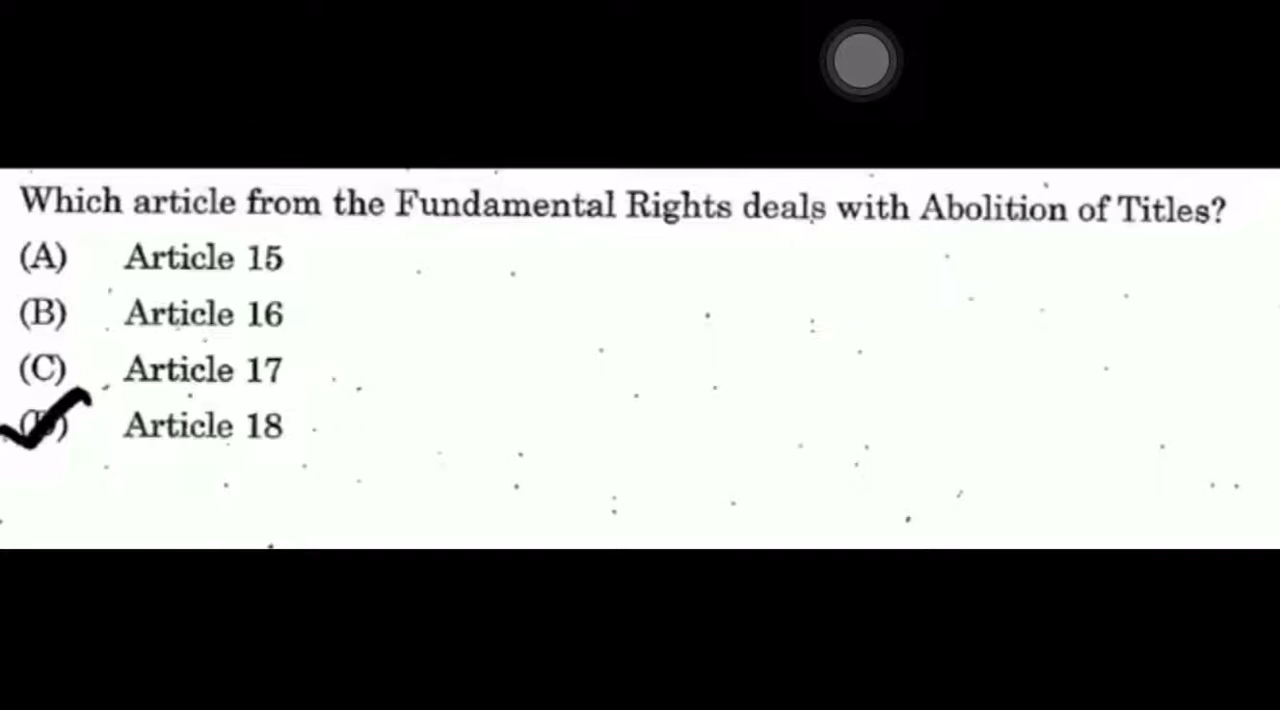 Which article from the Fundamental Rights deals with Abolition of Titles?
(A) Article 15
(B) Article 16
(C) Article 17
Article 18